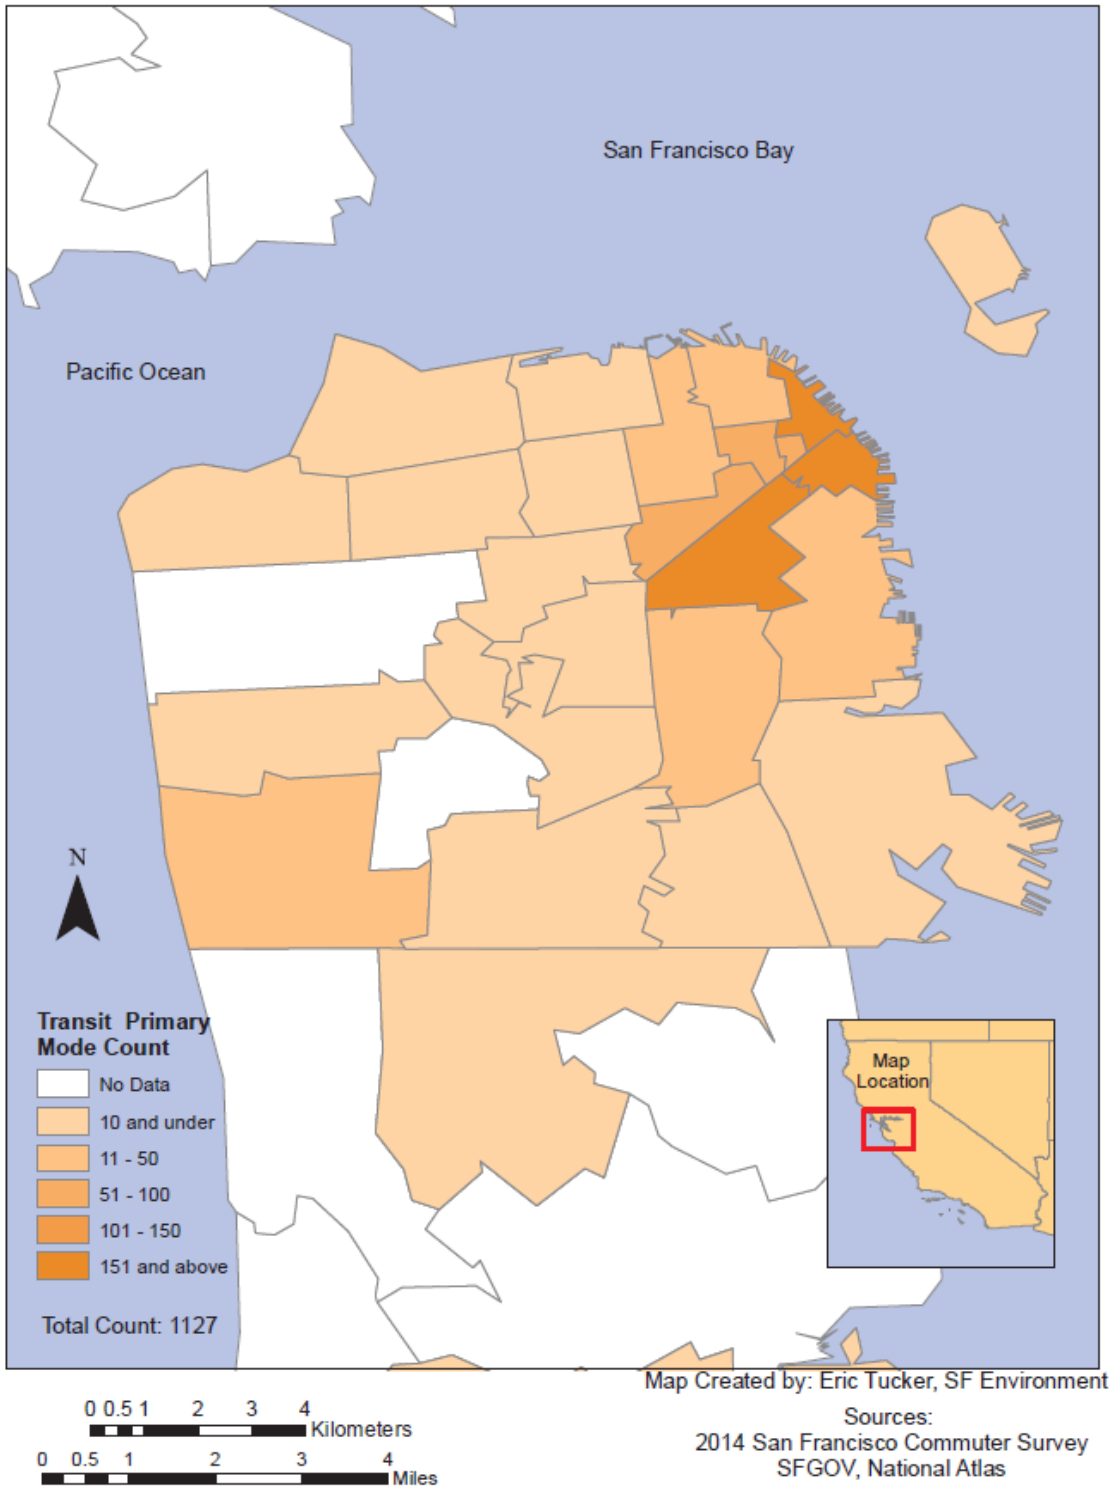 San Francisco Bay
Pacific Ocean
N
Transit Primary
Mode Count
No Data
10 and under
11 - 50
51 - 100
101 - 150
151 and above
Total Count: 1127
Map
Location
Map Created by: Eric Tucker, SF Environment
Sources:
2014 San Francisco Commuter Survey
SFGOV, National Atlas
0 0.5 1 2 3 4
Kilometers
0 0.5 1 2 3 4
Miles